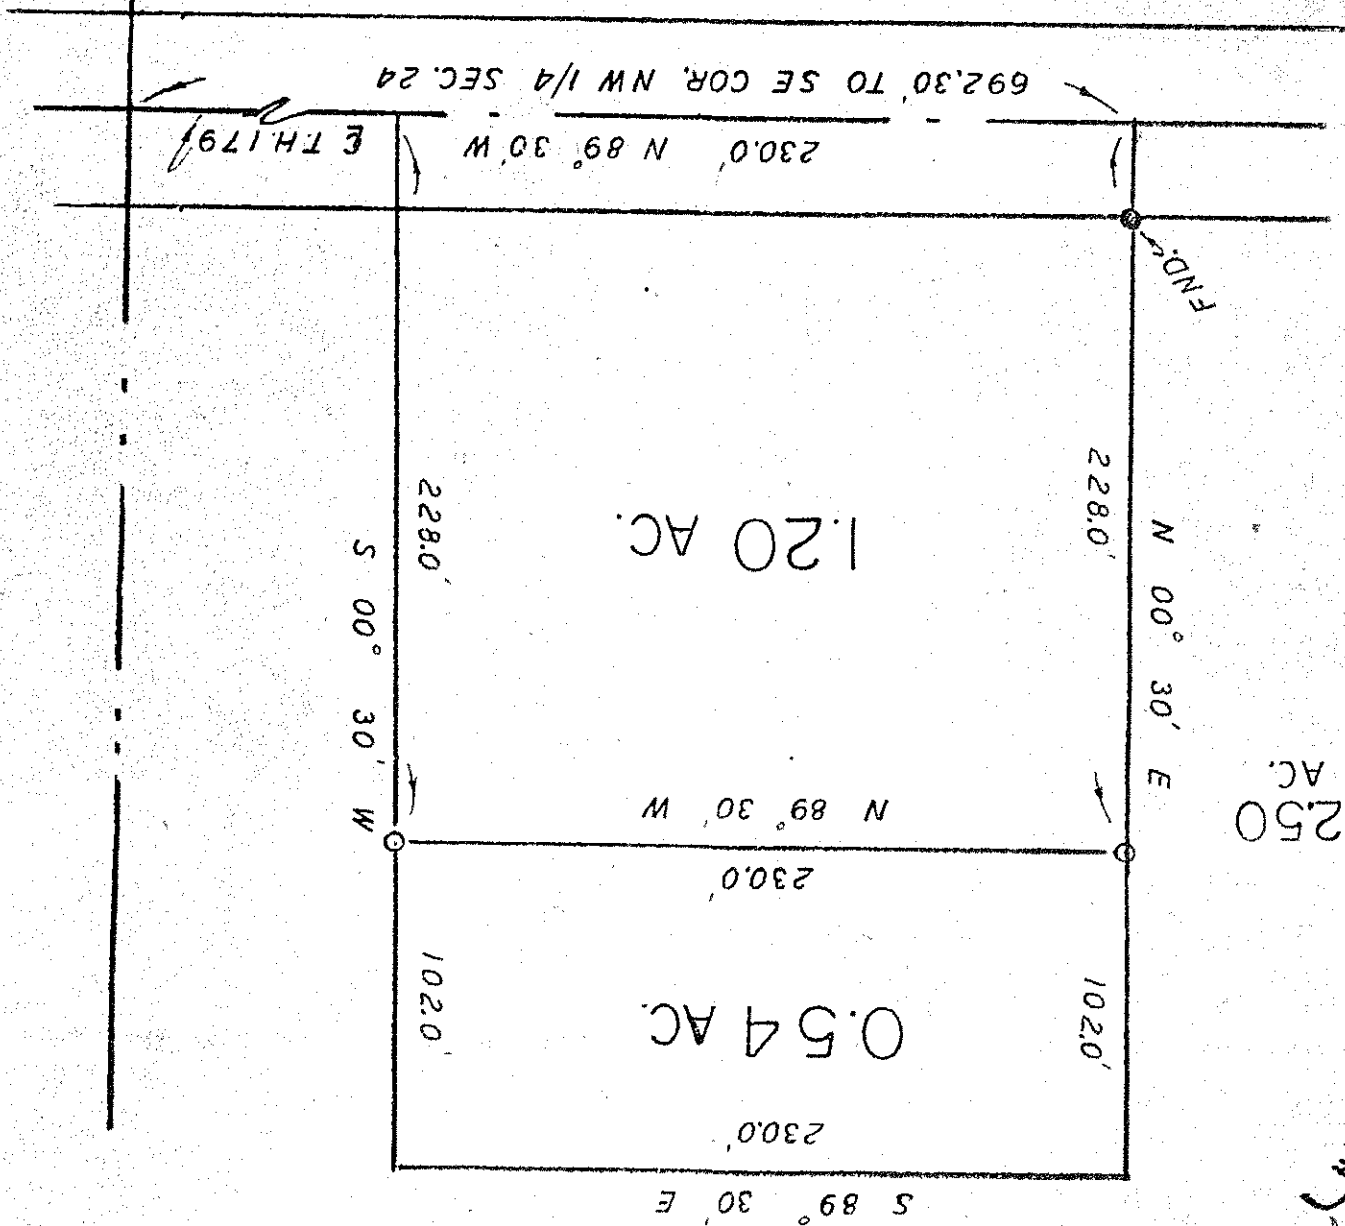 S 89° 30' E
230.0'
102.0'
0.54 AC.
102.0'
230.0'
N 89° 30' W
2.50
AC.
N 00° 30' E
228.0'
1.20 AC.
228.0'
S 00° 30' W
FND.
230.0' N 89° 30' W
℄ T.H. 179
692.30' TO SE COR. NW 1/4 SEC. 24